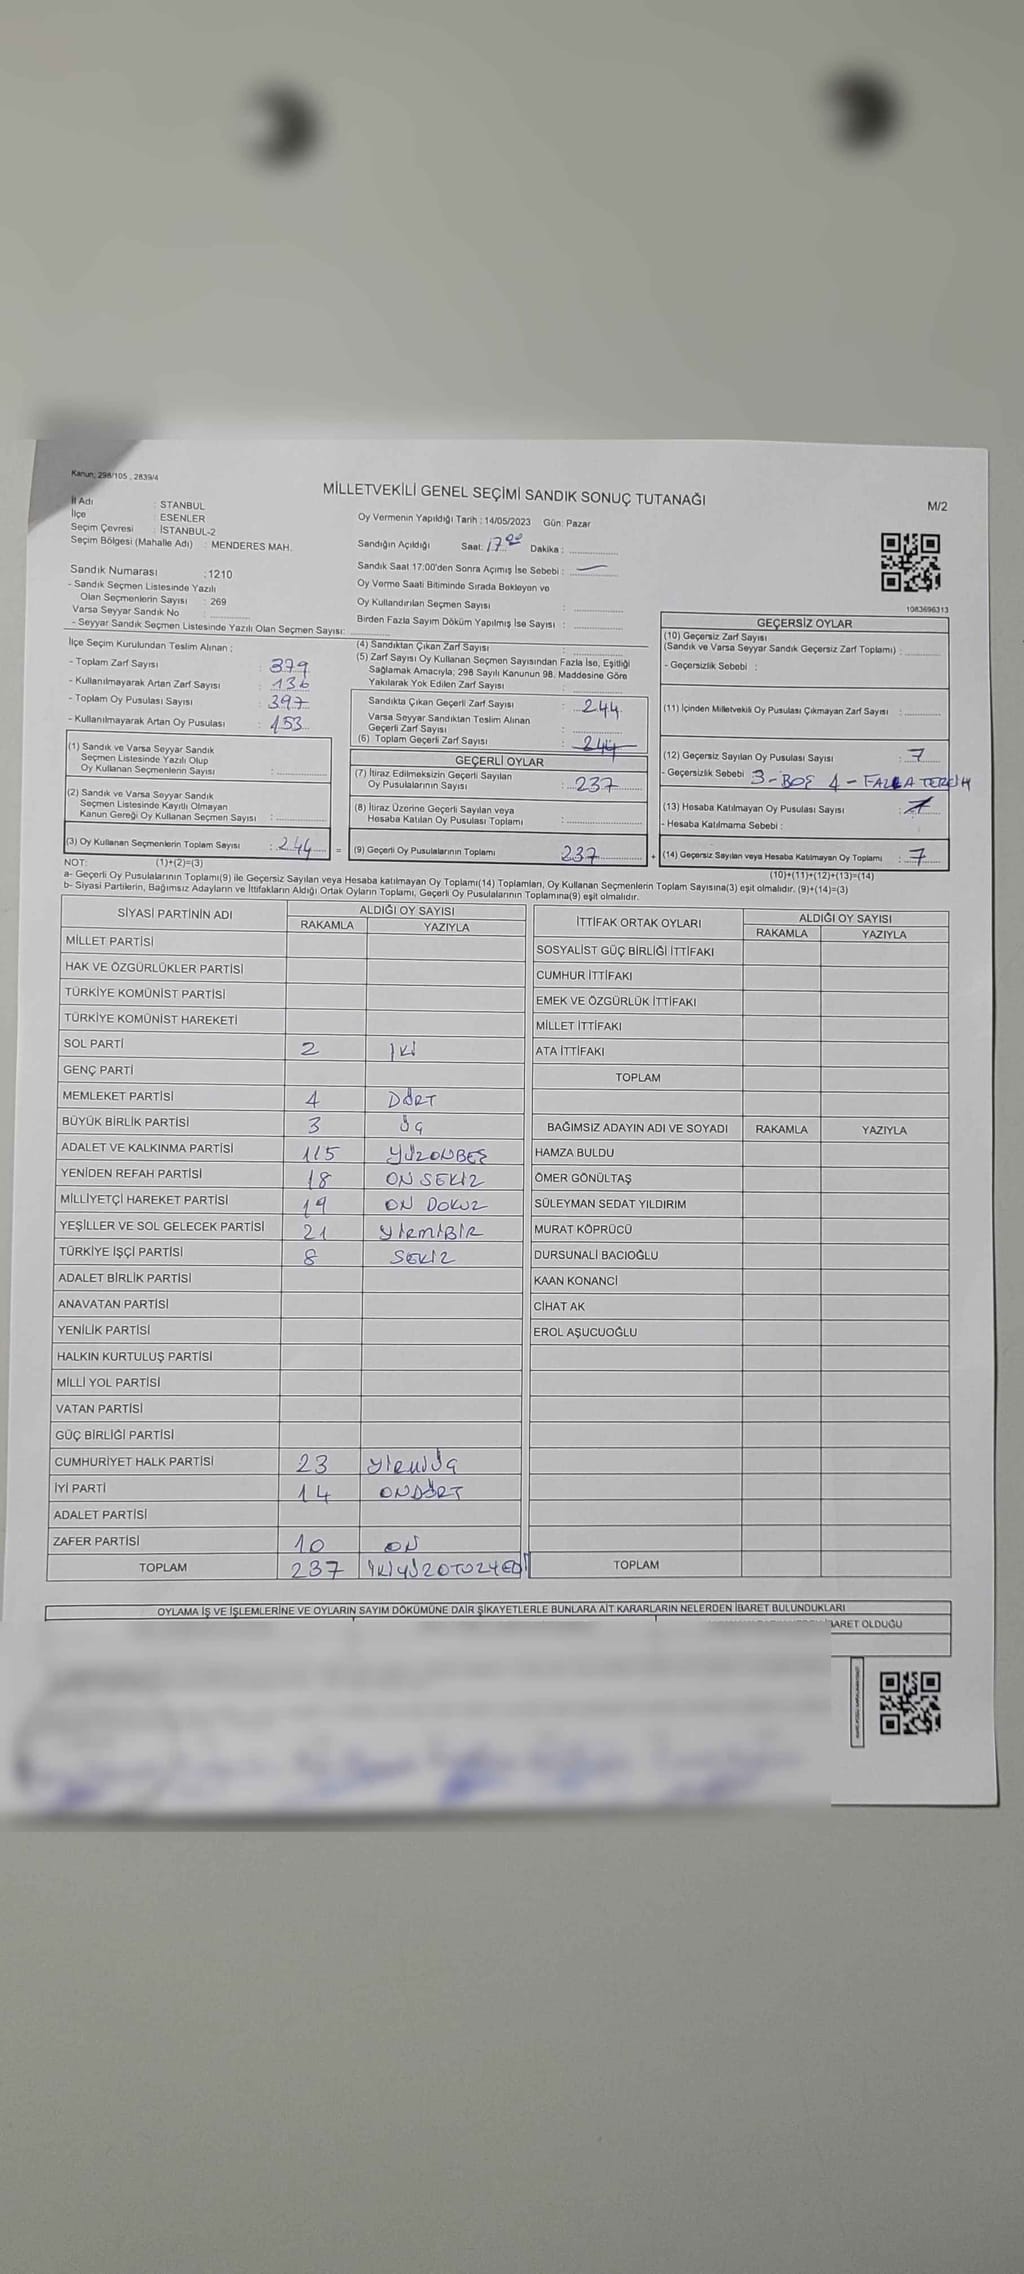 Kanun; 298/105 , 2839/4
MİLLETVEKİLİ GENEL SEÇİMİ SANDIK SONUÇ TUTANAĞI
M/2
İl Adı : STANBUL
İlçe : ESENLER
Seçim Çevresi : İSTANBUL-2
Seçim Bölgesi (Mahalle Adı) : MENDERES MAH.
Sandık Numarası :1210
- Sandık Seçmen Listesinde Yazılı
Olan Seçmenlerin Sayısı : 269
Varsa Seyyar Sandık No :
- Seyyar Sandık Seçmen Listesinde Yazılı Olan Seçmen Sayısı:
Oy Vermenin Yapıldığı Tarih : 14/05/2023 Gün: Pazar
Sandığın Açıldığı Saat: 17.00 Dakika :
Sandık Saat 17:00'den Sonra Açımış İse Sebebi : —
Oy Verme Saati Bitiminde Sırada Bekleyen ve
Oy Kullandırılan Seçmen Sayısı :
Birden Fazla Sayım Döküm Yapılmış İse Sayısı :
1083696313
İlçe Seçim Kurulundan Teslim Alınan ;
- Toplam Zarf Sayısı : 379
- Kullanılmayarak Artan Zarf Sayısı : 136
- Toplam Oy Pusulası Sayısı : 397
- Kullanılmayarak Artan Oy Pusulası : 153
(1) Sandık ve Varsa Seyyar Sandık
Seçmen Listesinde Yazılı Olup
Oy Kullanan Seçmenlerin Sayısı :
(2) Sandık ve Varsa Seyyar Sandık
Seçmen Listesinde Kayıtlı Olmayan
Kanun Gereği Oy Kullanan Seçmen Sayısı :
(3) Oy Kullanan Seçmenlerin Toplam Sayısı : 244 =
(4) Sandıktan Çıkan Zarf Sayısı :
(5) Zarf Sayısı Oy Kullanan Seçmen Sayısından Fazla İse, Eşitliği
Sağlamak Amacıyla, 298 Sayılı Kanunun 98. Maddesine Göre
Yakılarak Yok Edilen Zarf Sayısı :
Sandıkta Çıkan Geçerli Zarf Sayısı : 244
Varsa Seyyar Sandıktan Teslim Alınan
Geçerli Zarf Sayısı :
(6) Toplam Geçerli Zarf Sayısı : 244
GEÇERLİ OYLAR
(7) İtiraz Edilmeksizin Geçerli Sayılan
Oy Pusulalarının Sayısı : 237
(8) İtiraz Üzerine Geçerli Sayılan veya
Hesaba Katılan Oy Pusulası Toplamı :
(9) Geçerli Oy Pusulalarının Toplamı 237 +
GEÇERSİZ OYLAR
(10) Geçersiz Zarf Sayısı
(Sandık ve Varsa Seyyar Sandık Geçersiz Zarf Toplamı) :
- Geçersizlik Sebebi :
(11) İçinden Milletvekili Oy Pusulası Çıkmayan Zarf Sayısı :
(12) Geçersiz Sayılan Oy Pusulası Sayısı : 7
- Geçersizlik Sebebi 3-BOŞ 4-FAZLA TERCİH
(13) Hesaba Katılmayan Oy Pusulası Sayısı :
- Hesaba Katılmama Sebebi :
(14) Geçersiz Sayılan veya Hesaba Katılmayan Oy Toplamı : 7
NOT: (1)+(2)=(3)
(10)+(11)+(12)+(13)=(14)
a- Geçerli Oy Pusulalarının Toplamı(9) ile Geçersiz Sayılan veya Hesaba katılmayan Oy Toplamı(14) Toplamları, Oy Kullanan Seçmenlerin Toplam Sayısına(3) eşit olmalıdır. (9)+(14)=(3)
b- Siyasi Partilerin, Bağımsız Adayların ve İttifakların Aldığı Ortak Oyların Toplamı, Geçerli Oy Pusulalarının Toplamına(9) eşit olmalıdır.
SİYASİ PARTİNİN ADI
ALDIĞI OY SAYISI
RAKAMLA YAZIYLA
MİLLET PARTİSİ
HAK VE ÖZGÜRLÜKLER PARTİSİ
TÜRKİYE KOMÜNİST PARTİSİ
TÜRKİYE KOMÜNİST HAREKETİ
SOL PARTİ 2 İKİ
GENÇ PARTİ
MEMLEKET PARTİSİ 4 DÖRT
BÜYÜK BİRLİK PARTİSİ 3 ÜÇ
ADALET VE KALKINMA PARTİSİ 115 YÜZONBEŞ
YENİDEN REFAH PARTİSİ 18 ON SEKİZ
MİLLİYETÇİ HAREKET PARTİSİ 19 ON DOKUZ
YEŞİLLER VE SOL GELECEK PARTİSİ 21 YİRMİBİR
TÜRKİYE İŞÇİ PARTİSİ 8 SEKİZ
ADALET BİRLİK PARTİSİ
ANAVATAN PARTİSİ
YENİLİK PARTİSİ
HALKIN KURTULUŞ PARTİSİ
MİLLİ YOL PARTİSİ
VATAN PARTİSİ
GÜÇ BİRLİĞİ PARTİSİ
CUMHURİYET HALK PARTİSİ 23 YİRMİÜÇ
İYİ PARTİ 14 ONDÖRT
ADALET PARTİSİ
ZAFER PARTİSİ 10 ON
TOPLAM 237 İKİYÜZOTUZYEDİ
İTTİFAK ORTAK OYLARI
ALDIĞI OY SAYISI
RAKAMLA YAZIYLA
SOSYALİST GÜÇ BİRLİĞİ İTTİFAKI
CUMHUR İTTİFAKI
EMEK VE ÖZGÜRLÜK İTTİFAKI
MİLLET İTTİFAKI
ATA İTTİFAKI
TOPLAM
BAĞIMSIZ ADAYIN ADI VE SOYADI RAKAMLA YAZIYLA
HAMZA BULDU
ÖMER GÖNÜLTAŞ
SÜLEYMAN SEDAT YILDIRIM
MURAT KÖPRÜCÜ
DURSUNALİ BACIOĞLU
KAAN KONANCİ
CİHAT AK
EROL AŞUCUOĞLU
TOPLAM
OYLAMA İŞ VE İŞLEMLERİNE VE OYLARIN SAYIM DÖKÜMÜNE DAİR ŞİKAYETLERLE BUNLARA AİT KARARLARIN NELERDEN İBARET BULUNDUKLARI
BARET OLDUĞU